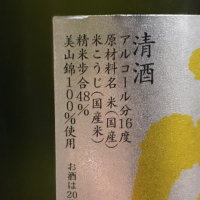 清酒
アルコール分16度
原材料名 米(国産)
米こうじ(国産米)
精米歩合48%
美山錦100%使用
お酒は20